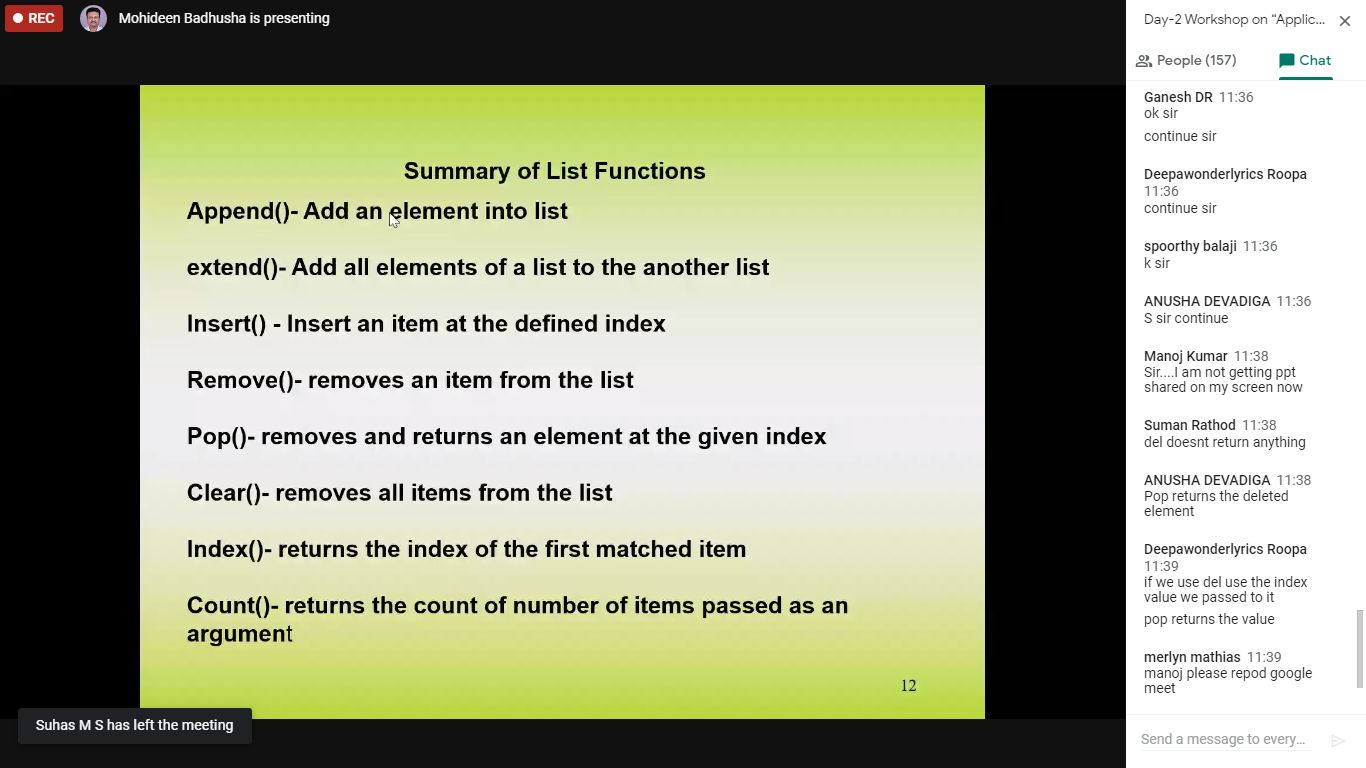 REC
Mohideen Badhusha is presenting
Summary of List Functions
Append()- Add an element into list
extend()- Add all elements of a list to the another list
Insert() - Insert an item at the defined index
Remove()- removes an item from the list
Pop()- removes and returns an element at the given index
Clear()- removes all items from the list
Index()- returns the index of the first matched item
Count()- returns the count of number of items passed as an
argument
12
Suhas M S has left the meeting
Day-2 Workshop on “Applic...
People (157)
Chat
Ganesh DR 11:36
ok sir
continue sir
Deepawonderlyrics Roopa
11:36
continue sir
spoorthy balaji 11:36
k sir
ANUSHA DEVADIGA 11:36
S sir continue
Manoj Kumar 11:38
Sir....I am not getting ppt
shared on my screen now
Suman Rathod 11:38
del doesnt return anything
ANUSHA DEVADIGA 11:38
Pop returns the deleted
element
Deepawonderlyrics Roopa
11:39
if we use del use the index
value we passed to it
pop returns the value
merlyn mathias 11:39
manoj please repod google
meet
Send a message to every...